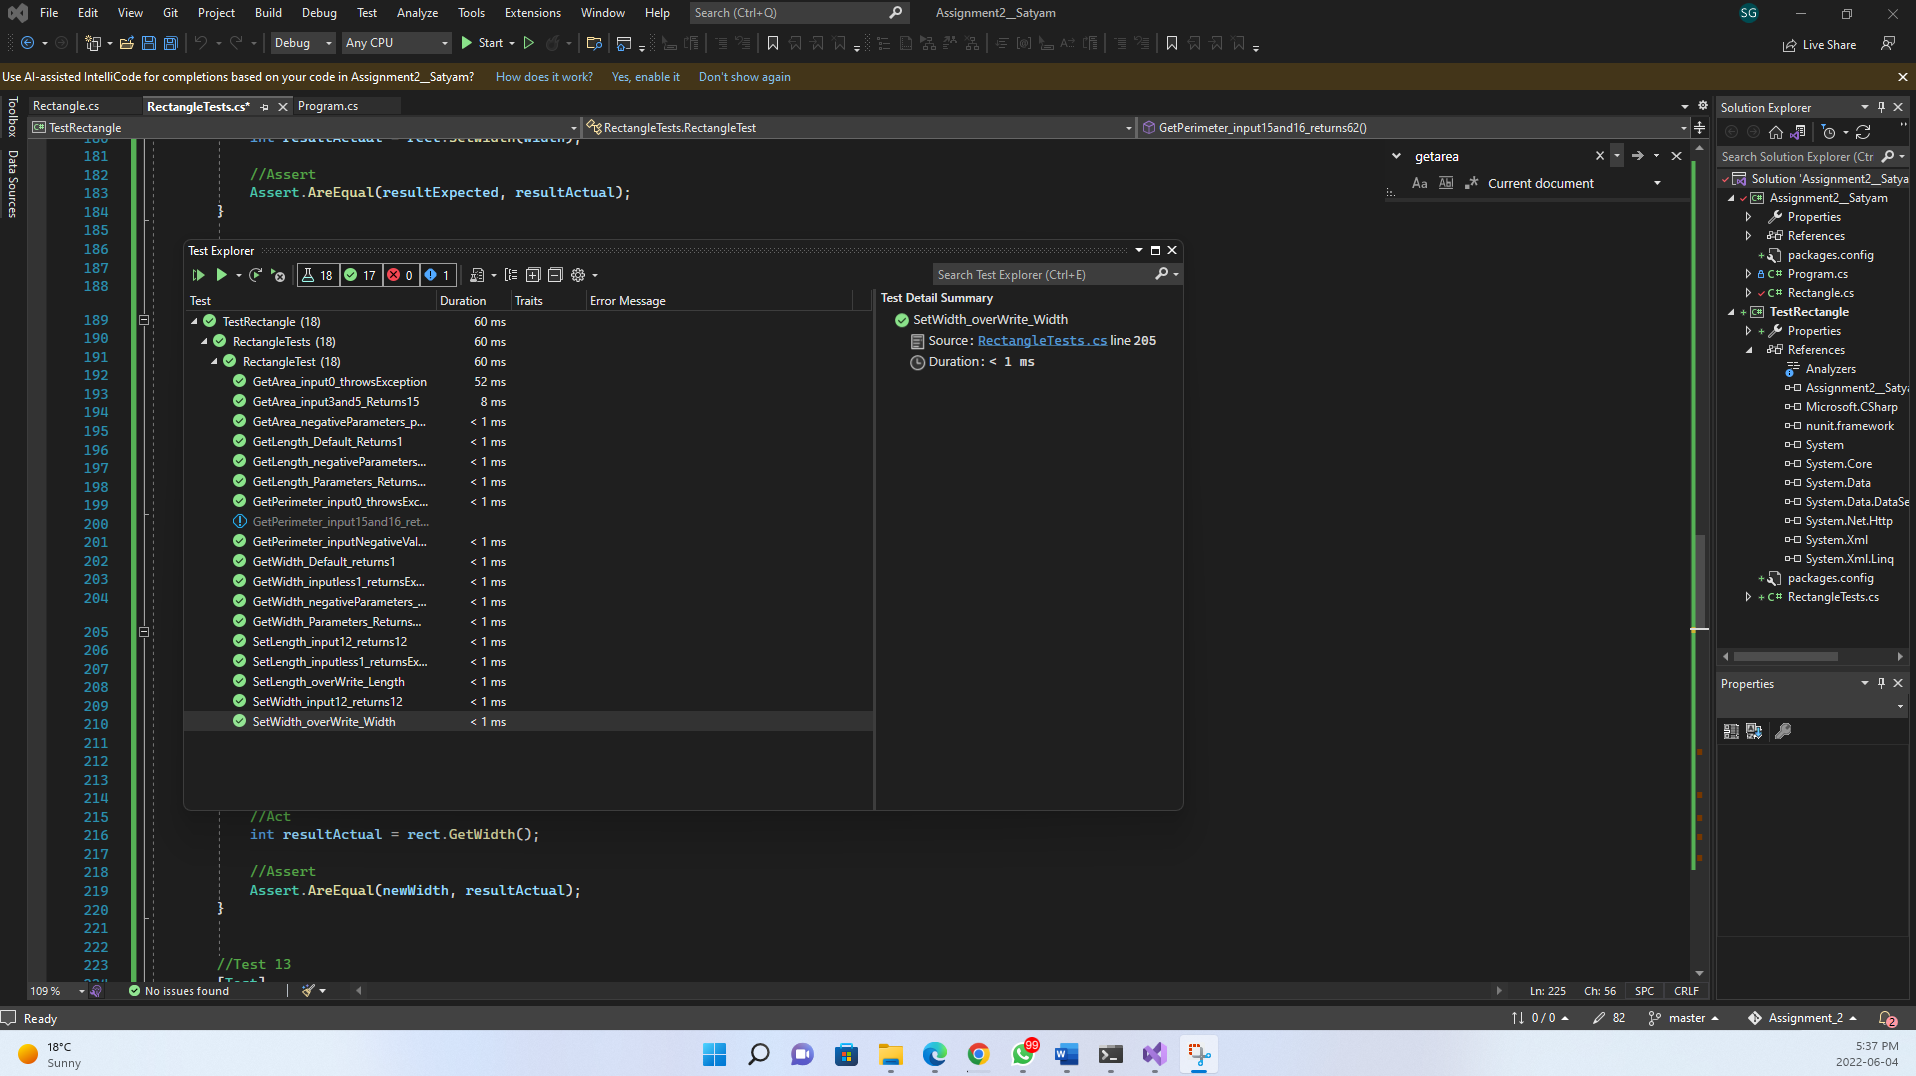 File Edit View Git Project Build Debug Test Analyze Tools Extensions Window Help Search (Ctrl+Q) Assignment2__Satyam SG
Debug Any CPU Start Live Share
Use AI-assisted IntelliCode for completions based on your code in Assignment2__Satyam? How does it work? Yes, enable it Don't show again
Toolbox
Data Sources
Rectangle.cs RectangleTests.cs* Program.cs
TestRectangle RectangleTests.RectangleTest GetPerimeter_input15and16_returns62()
180 int resultActual = rect.SetWidth(width);
181
182 //Assert
183 Assert.AreEqual(resultExpected, resultActual);
184 }
185
186
187
188
189
190
191
192
193
194
195
196
197
198
199
200
201
202
203
204
205
206
207
208
209
210
211
212
213
214
215 //Act
216 int resultActual = rect.GetWidth();
217
218 //Assert
219 Assert.AreEqual(newWidth, resultActual);
220 }
221
222
223 //Test 13
224 [Test]
getarea
Aa Ab Current document
Test Explorer
18 17 0 1 Search Test Explorer (Ctrl+E)
Test Duration Traits Error Message
TestRectangle (18) 60 ms
RectangleTests (18) 60 ms
RectangleTest (18) 60 ms
GetArea_input0_throwsException 52 ms
GetArea_input3and5_Returns15 8 ms
GetArea_negativeParameters_p... < 1 ms
GetLength_Default_Returns1 < 1 ms
GetLength_negativeParameters... < 1 ms
GetLength_Parameters_Returns... < 1 ms
GetPerimeter_input0_throwsExc... < 1 ms
GetPerimeter_input15and16_ret...
GetPerimeter_inputNegativeVal... < 1 ms
GetWidth_Default_returns1 < 1 ms
GetWidth_inputless1_returnsEx... < 1 ms
GetWidth_negativeParameters_... < 1 ms
GetWidth_Parameters_Returns... < 1 ms
SetLength_input12_returns12 < 1 ms
SetLength_inputless1_returnsEx... < 1 ms
SetLength_overWrite_Length < 1 ms
SetWidth_input12_returns12 < 1 ms
SetWidth_overWrite_Width < 1 ms
Test Detail Summary
SetWidth_overWrite_Width
Source: RectangleTests.cs line 205
Duration: < 1 ms
Solution Explorer
Search Solution Explorer (Ctr
Solution 'Assignment2__Satya
Assignment2__Satyam
Properties
References
packages.config
C# Program.cs
C# Rectangle.cs
TestRectangle
Properties
References
Analyzers
Assignment2__Satya
Microsoft.CSharp
nunit.framework
System
System.Core
System.Data
System.Data.DataSe
System.Net.Http
System.Xml
System.Xml.Linq
packages.config
C# RectangleTests.cs
Properties
109 % No issues found Ln: 225 Ch: 56 SPC CRLF
Ready 0 / 0 82 master Assignment_2 2
18°C
Sunny
99
5:37 PM
2022-06-04